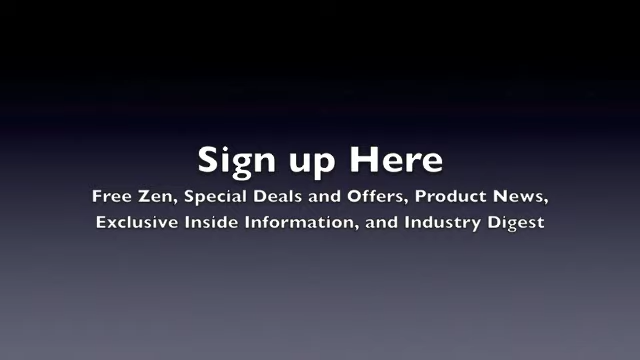 Sign up Here
Free Zen, Special Deals and Offers, Product News,
Exclusive Inside Information, and Industry Digest